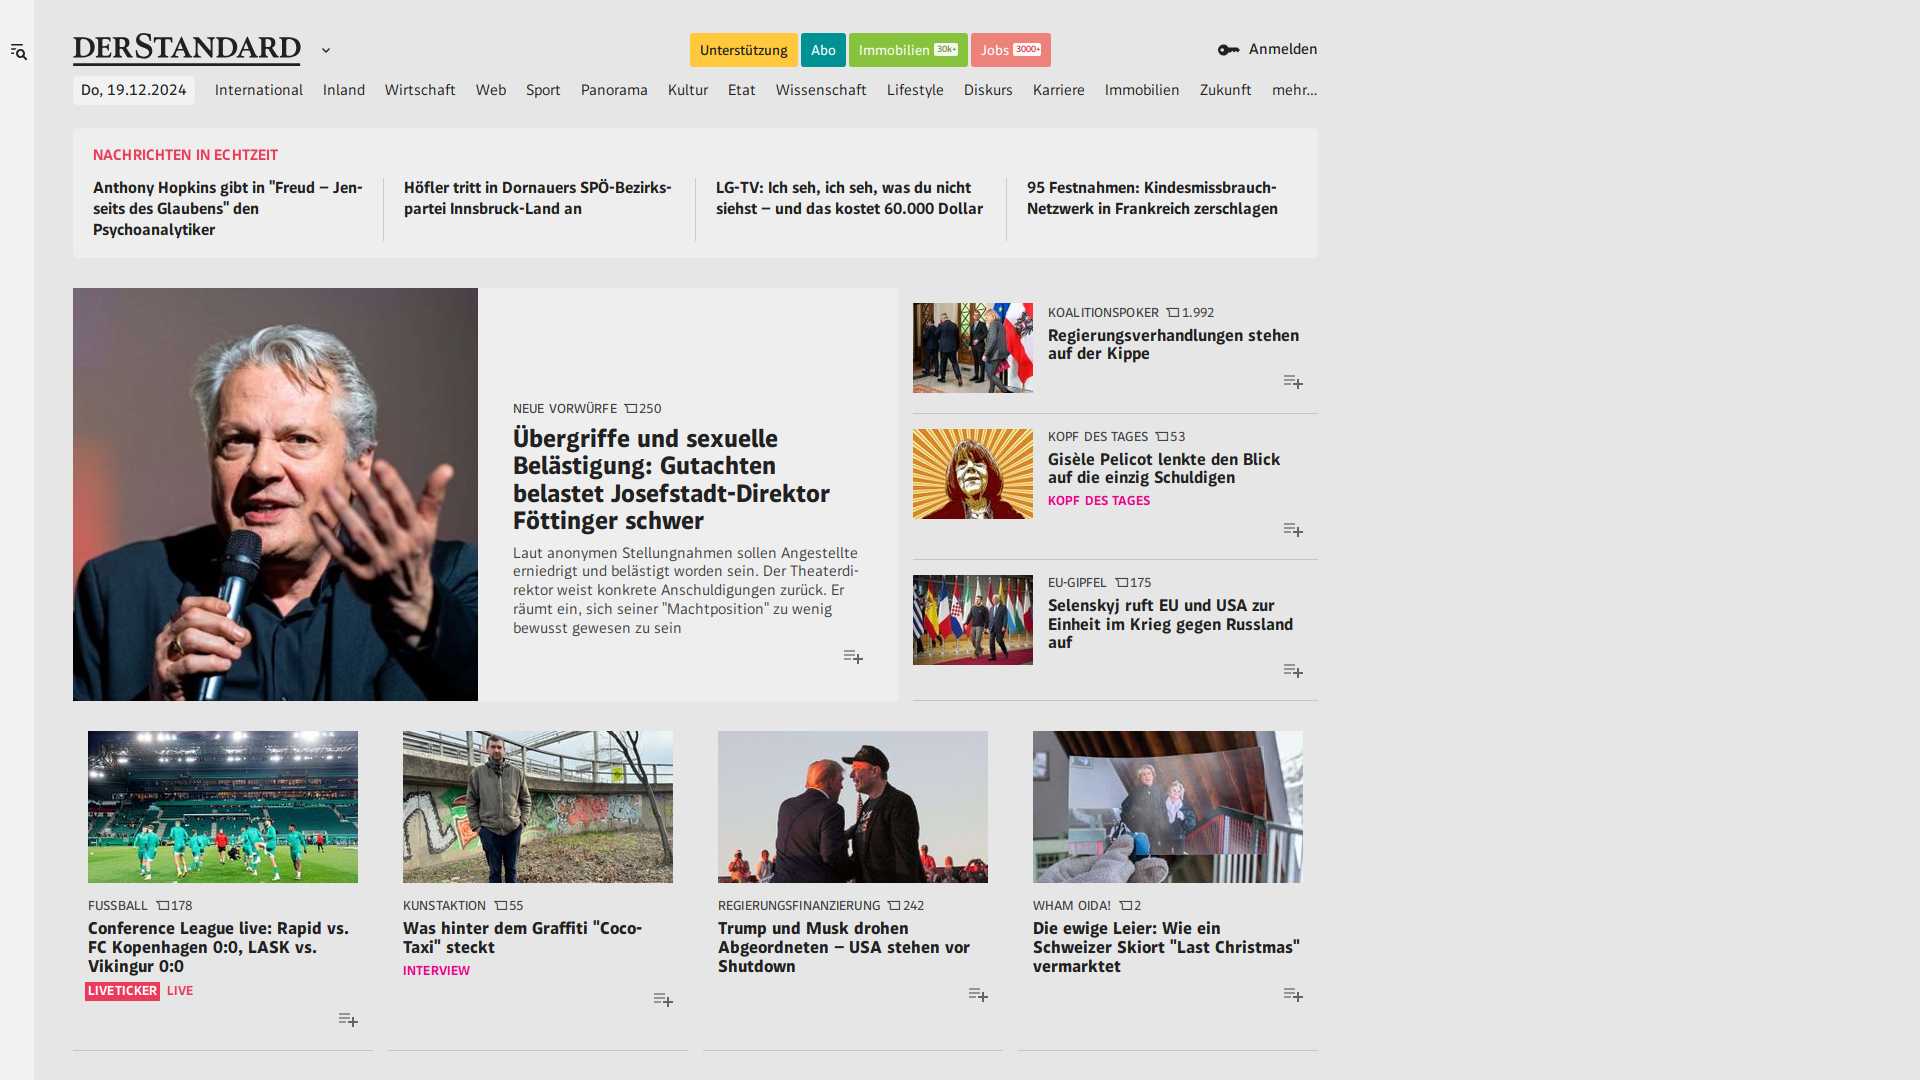 DERSTANDARD
Unterstützung
Abo
Immobilien 30k+
Jobs 3000+
Anmelden
Do, 19.12.2024
International
Inland
Wirtschaft
Web
Sport
Panorama
Kultur
Etat
Wissenschaft
Lifestyle
Diskurs
Karriere
Immobilien
Zukunft
mehr...
NACHRICHTEN IN ECHTZEIT
Anthony Hopkins gibt in "Freud – Jen-
seits des Glaubens" den
Psychoanalytiker
Höfler tritt in Dornauers SPÖ-Bezirks-
partei Innsbruck-Land an
LG-TV: Ich seh, ich seh, was du nicht
siehst – und das kostet 60.000 Dollar
95 Festnahmen: Kindesmissbrauch-
Netzwerk in Frankreich zerschlagen
NEUE VORWÜRFE 250
Übergriffe und sexuelle
Belästigung: Gutachten
belastet Josefstadt-Direktor
Föttinger schwer
Laut anonymen Stellungnahmen sollen Angestellte
erniedrigt und belästigt worden sein. Der Theaterdi-
rektor weist konkrete Anschuldigungen zurück. Er
räumt ein, sich seiner "Machtposition" zu wenig
bewusst gewesen zu sein
KOALITIONSPOKER 1.992
Regierungsverhandlungen stehen
auf der Kippe
KOPF DES TAGES 53
Gisèle Pelicot lenkte den Blick
auf die einzig Schuldigen
KOPF DES TAGES
EU-GIPFEL 175
Selenskyj ruft EU und USA zur
Einheit im Krieg gegen Russland
auf
FUSSBALL 178
Conference League live: Rapid vs.
FC Kopenhagen 0:0, LASK vs.
Vikingur 0:0
LIVETICKER LIVE
KUNSTAKTION 55
Was hinter dem Graffiti "Coco-
Taxi" steckt
INTERVIEW
REGIERUNGSFINANZIERUNG 242
Trump und Musk drohen
Abgeordneten – USA stehen vor
Shutdown
WHAM OIDA! 2
Die ewige Leier: Wie ein
Schweizer Skiort "Last Christmas"
vermarktet